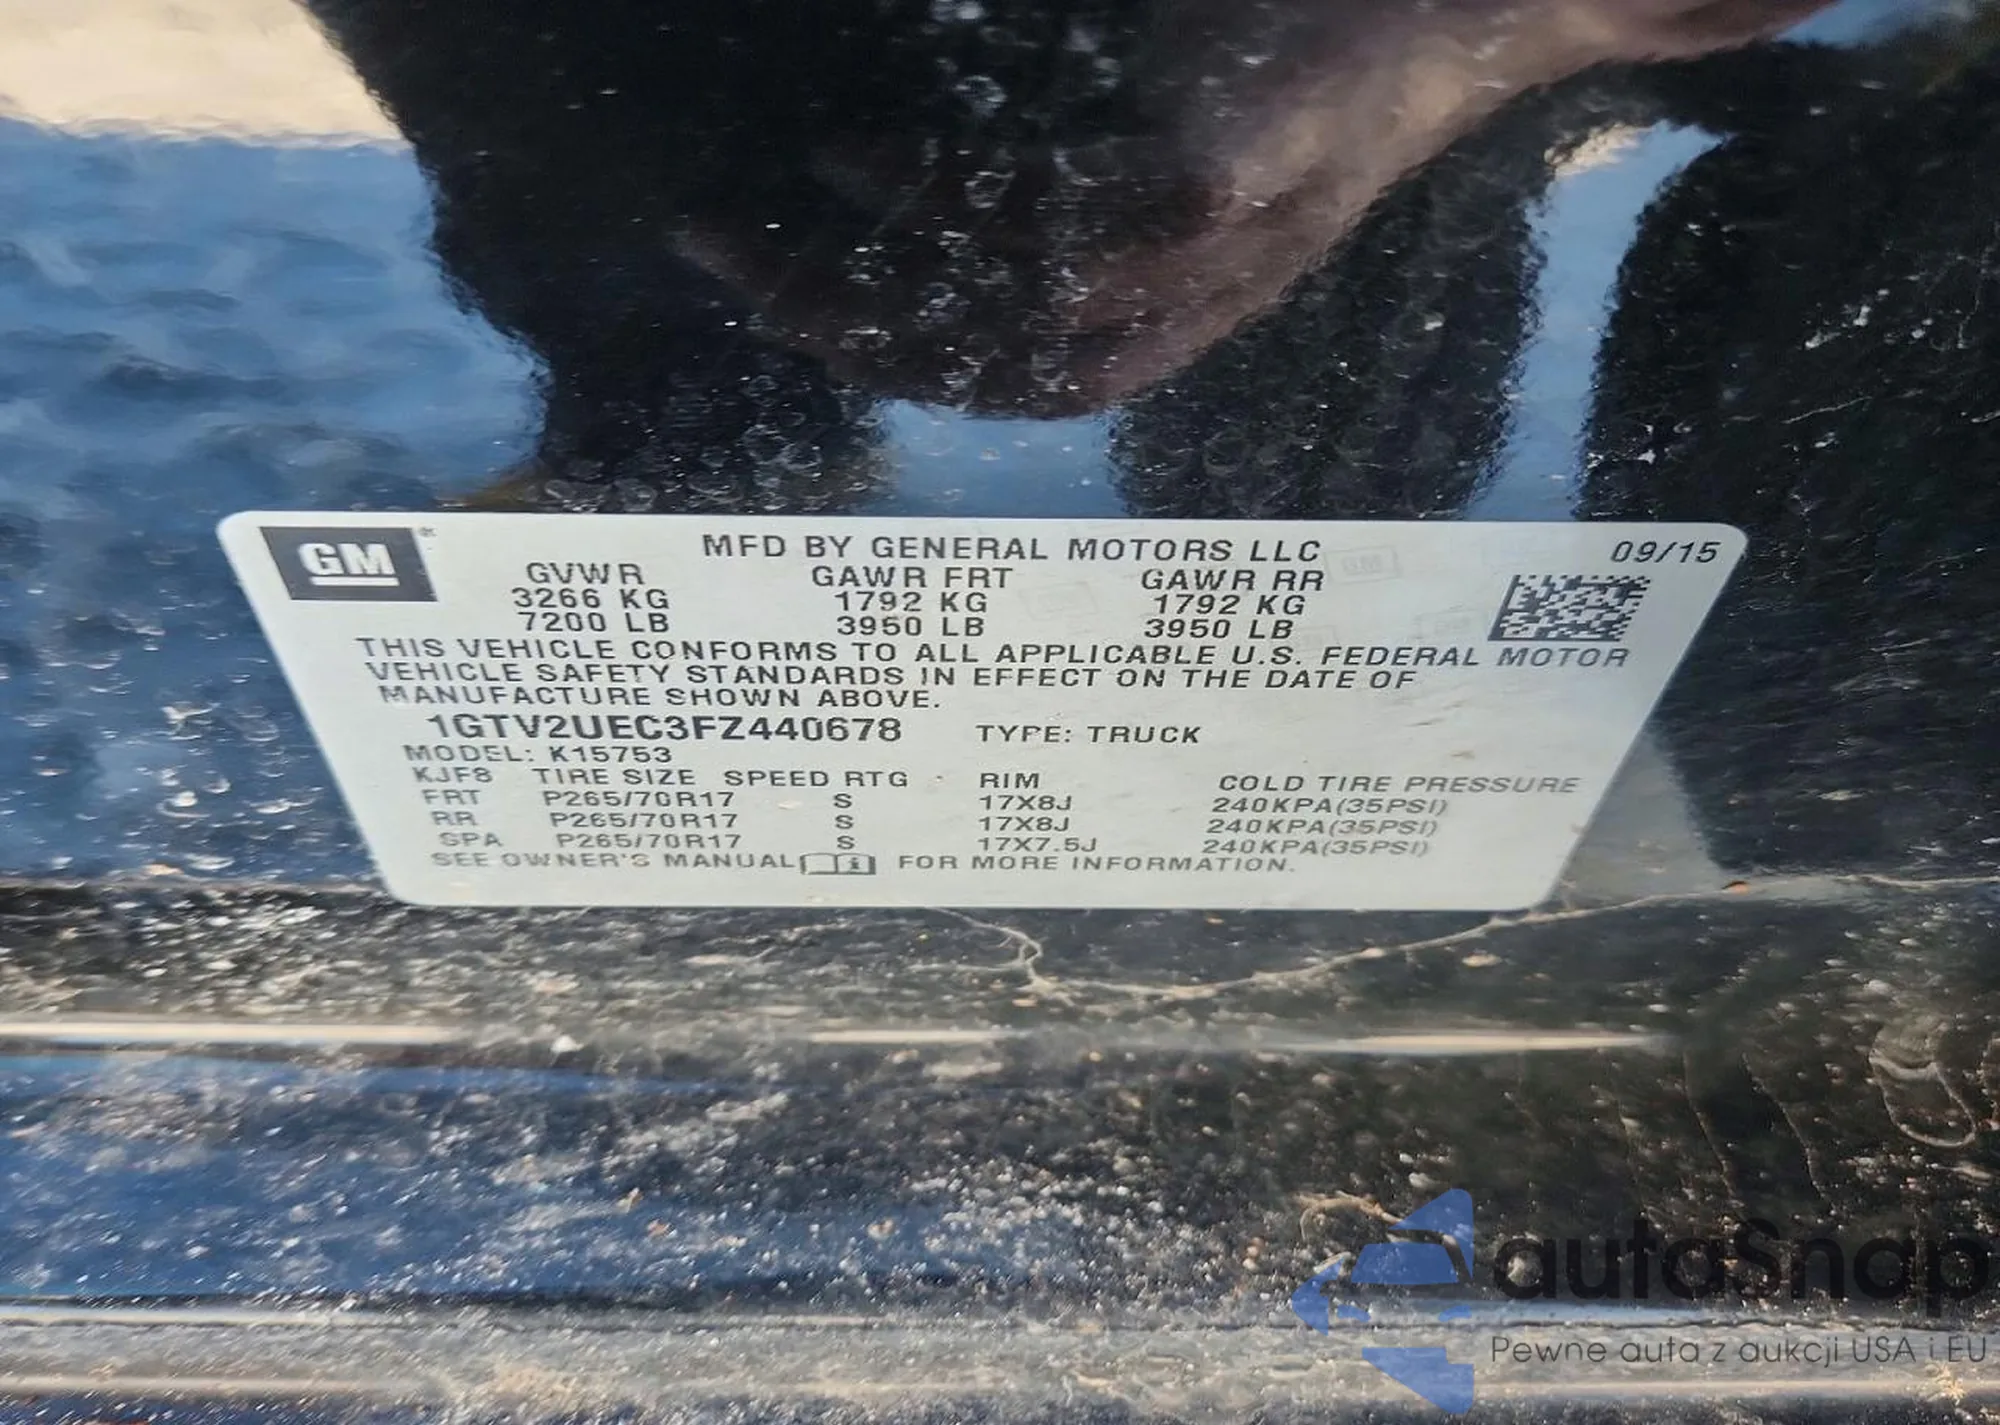 GM
MFD BY GENERAL MOTORS LLC 09/15
GVWR GAWR FRT GAWR RR
3266 KG 1792 KG 1792 KG
7200 LB 3950 LB 3950 LB
THIS VEHICLE CONFORMS TO ALL APPLICABLE U.S. FEDERAL MOTOR
VEHICLE SAFETY STANDARDS IN EFFECT ON THE DATE OF
MANUFACTURE SHOWN ABOVE.
1GTV2UEC3FZ440678 TYPE: TRUCK
MODEL: K15753
KJF8 TIRE SIZE SPEED RTG RIM COLD TIRE PRESSURE
FRT P265/70R17 S 17X8J 240KPA(35PSI)
RR P265/70R17 S 17X8J 240KPA(35PSI)
SPA P265/70R17 S 17X7.5J 240KPA(35PSI)
SEE OWNER'S MANUAL FOR MORE INFORMATION.
autaSnap
Pewne auta z aukcji USA i EU